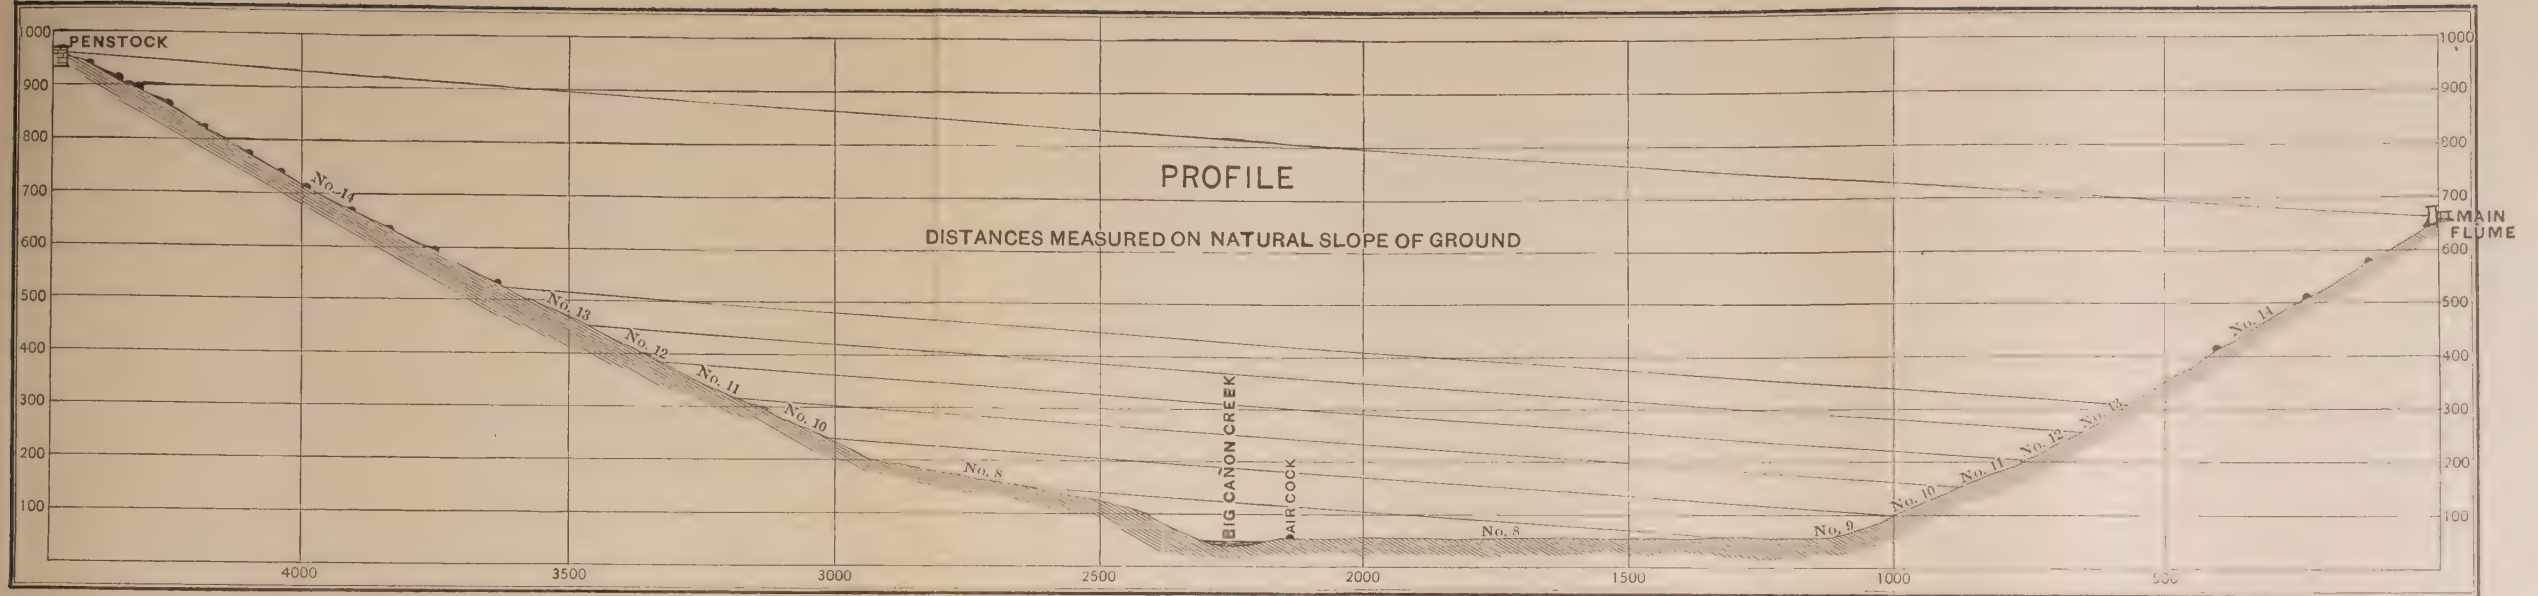 1000
PENSTOCK
1000
900
900
800
800
PROFILE
No. 14
700
700
MAIN
FLUME
DISTANCES MEASURED ON NATURAL SLOPE OF GROUND
600
600
500
500
No. 13
No. 14
No. 12
400
400
No. 11
No. 10
300
300
No. 13
BIG CANON CREEK
AIR COCK
No. 12
No. 11
200
200
No. 8
No. 10
100
100
No. 8
No. 9
4000
3500
3000
2500
2000
1500
1000
500